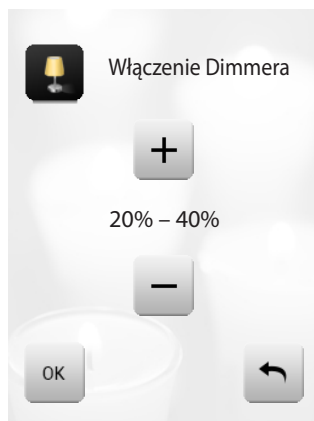 Włączenie Dimmera
+
20% – 40%
–
OK